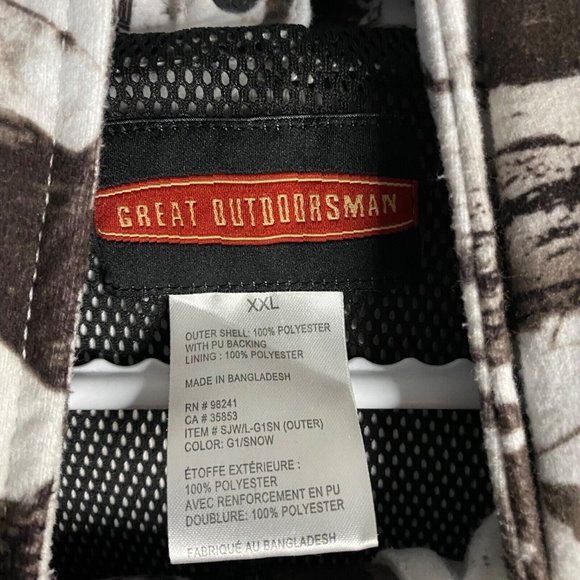 GREAT OUTDOORSMAN
XXL
OUTER SHELL: 100% POLYESTER
WITH PU BACKING
LINING : 100% POLYESTER
MADE IN BANGLADESH
RN # 98241
CA # 35853
ITEM # SJW/L-G1SN (OUTER)
COLOR: G1/SNOW
ÉTOFFE EXTÉRIEURE :
100% POLYESTER
AVEC RENFORCEMENT EN PU
DOUBLURE: 100% POLYESTER
FABRIQUÉ AU BANGLADESH